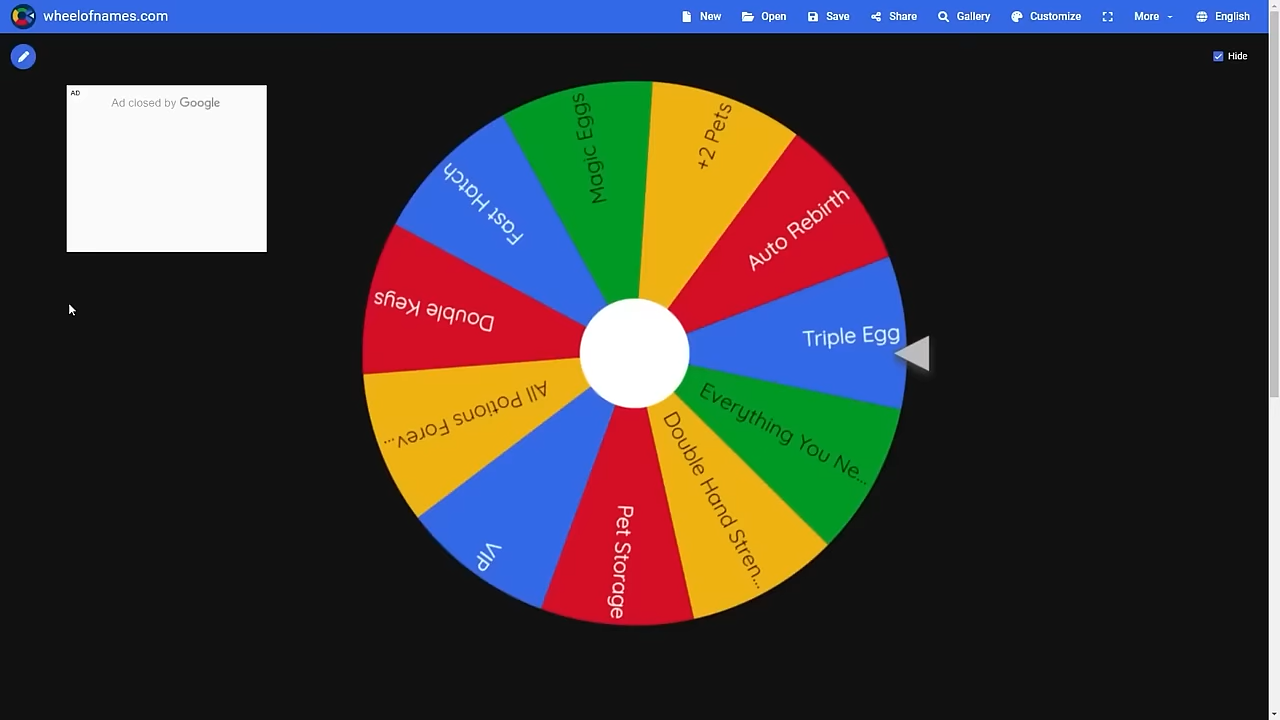 wheelofnames.com
New
Open
Save
Share
Gallery
Customize
More
English
Hide
AD
Ad closed by Google
Magic Eggs
+2 Pets
Auto Rebirth
Triple Egg
Everything You Ne...
Double Hand Stren...
Pet Storage
VIP
All Potions Forev...
Double Keys
Fast Hatch